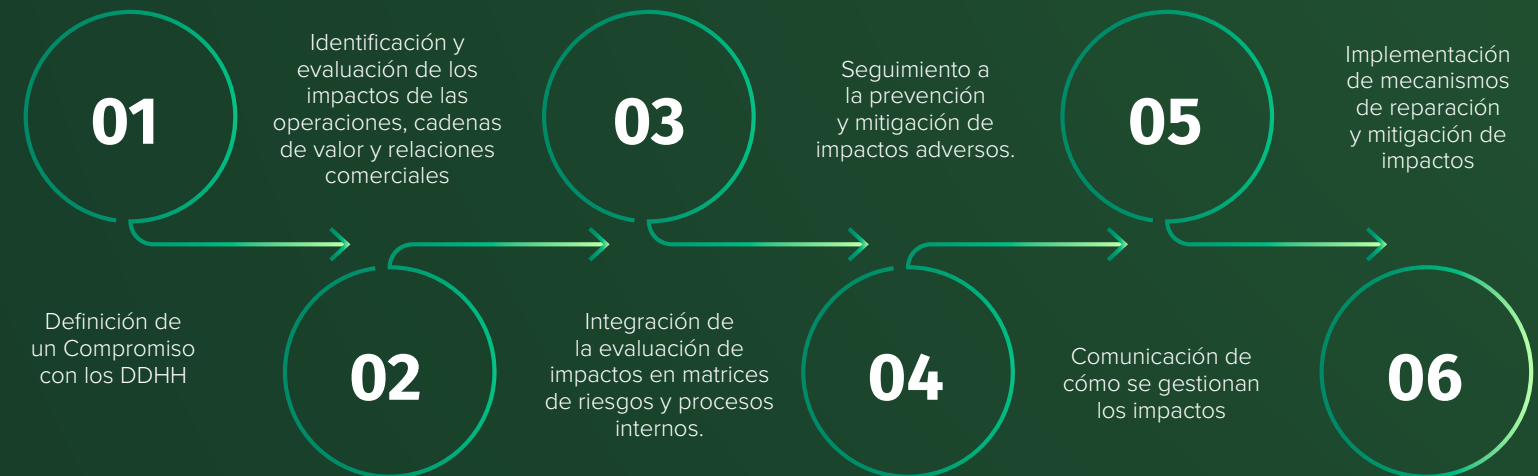 01
Definición de
un Compromiso
con los DDHH
Identificación y
evaluación de los
impactos de las
operaciones, cadenas
de valor y relaciones
comerciales
02
03
Integración de
la evaluación de
impactos en matrices
de riesgos y procesos
internos.
Seguimiento a
la prevención
y mitigación de
impactos adversos.
04
05
Comunicación de
cómo se gestionan
los impactos
Implementación
de mecanismos
de reparación
y mitigación de
impactos
06